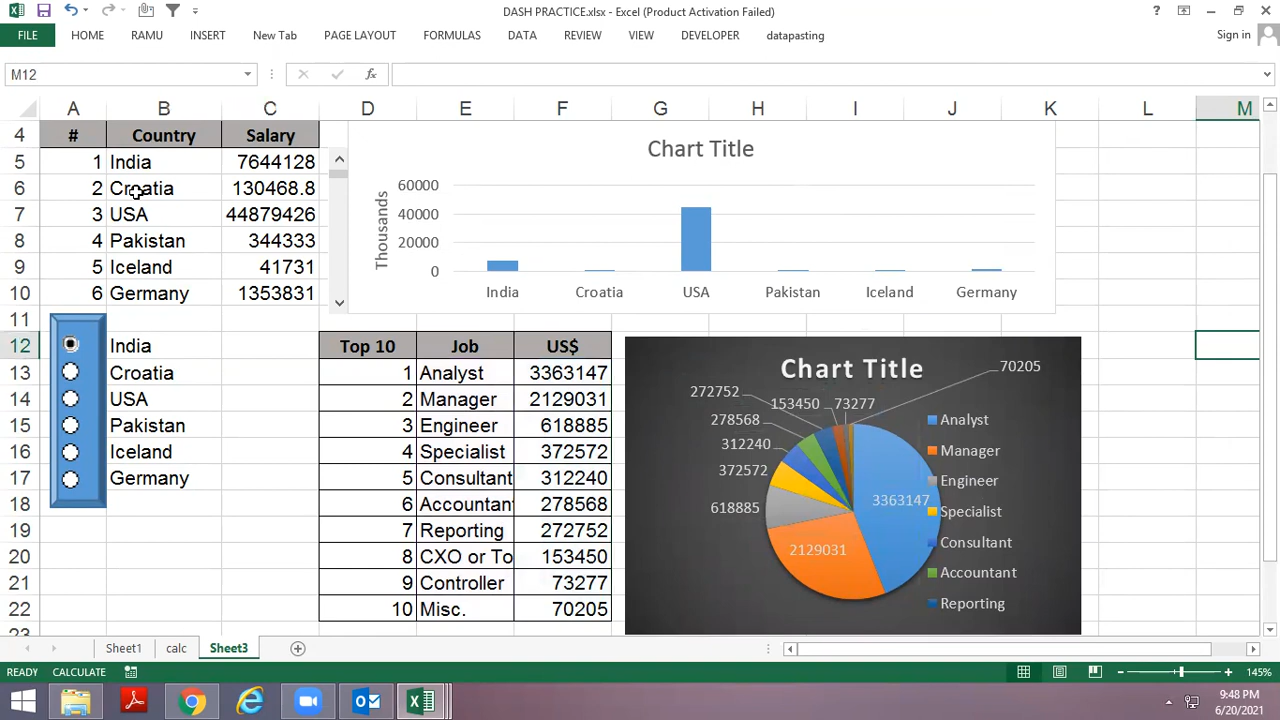 DASH PRACTICE.xlsx - Excel (Product Activation Failed)
?
FILE HOME RAMU INSERT New Tab PAGE LAYOUT FORMULAS DATA REVIEW VIEW DEVELOPER datapasting Sign in
M12 fx
A B C D E F G H I J K L M
4 # Country Salary
5 1 India 7644128
6 2 Croatia 130468.8
7 3 USA 44879426
8 4 Pakistan 344333
9 5 Iceland 41731
10 6 Germany 1353831
Chart Title
Thousands
60000
40000
20000
0
India Croatia USA Pakistan Iceland Germany
11
12 India Top 10 Job US$
13 Croatia 1 Analyst 3363147
14 USA 2 Manager 2129031
15 Pakistan 3 Engineer 618885
16 Iceland 4 Specialist 372572
17 Germany 5 Consultant 312240
18 6 Accountan 278568
19 7 Reporting 272752
20 8 CXO or To 153450
21 9 Controller 73277
22 10 Misc. 70205
23
Chart Title
70205
272752
153450 73277
278568
312240
372572
618885
3363147
2129031
Analyst
Manager
Engineer
Specialist
Consultant
Accountant
Reporting
Sheet1 calc Sheet3
READY CALCULATE 145%
9:48 PM
6/20/2021